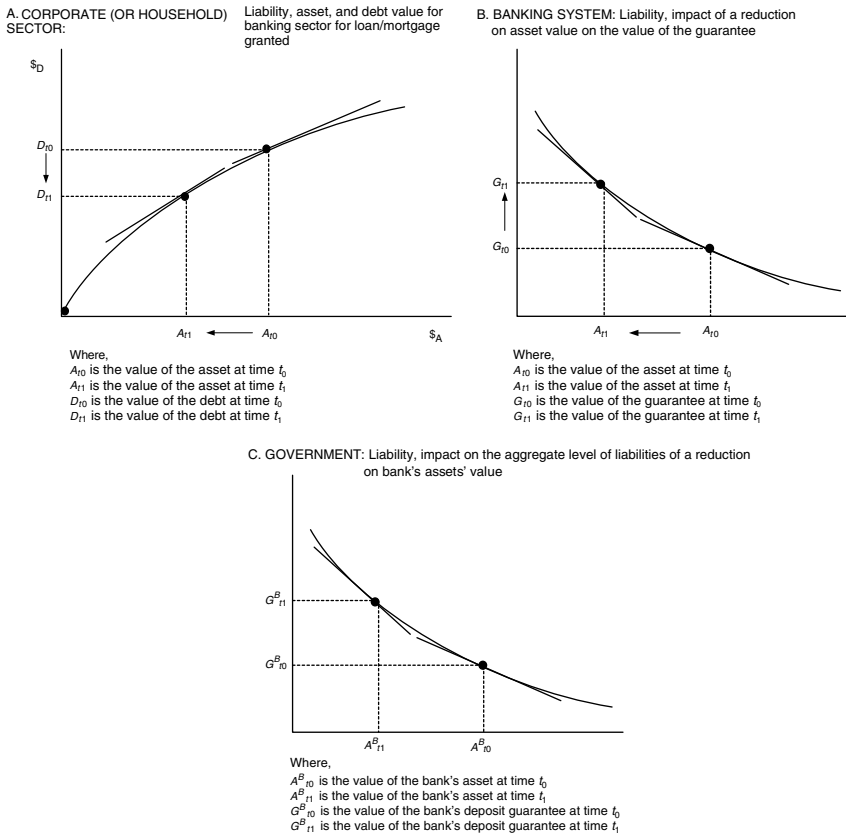 A. CORPORATE (OR HOUSEHOLD)
SECTOR:
Liability, asset, and debt value for
banking sector for loan/mortgage
granted
$D
Dt0
Dt1
At1
At0
$A
Where,
At0 is the value of the asset at time t0
At1 is the value of the asset at time t1
Dt0 is the value of the debt at time t0
Dt1 is the value of the debt at time t1
B. BANKING SYSTEM: Liability, impact of a reduction
on asset value on the value of the guarantee
Gt1
Gt0
At1
At0
Where,
At0 is the value of the asset at time t0
At1 is the value of the asset at time t1
Gt0 is the value of the guarantee at time t0
Gt1 is the value of the guarantee at time t1
C. GOVERNMENT: Liability, impact on the aggregate level of liabilities of a reduction
on bank's assets' value
GBt1
GBt0
ABt1
ABt0
Where,
ABt0 is the value of the bank's asset at time t0
ABt1 is the value of the bank's asset at time t1
GBt0 is the value of the bank's deposit guarantee at time t0
GBt1 is the value of the bank's deposit guarantee at time t1